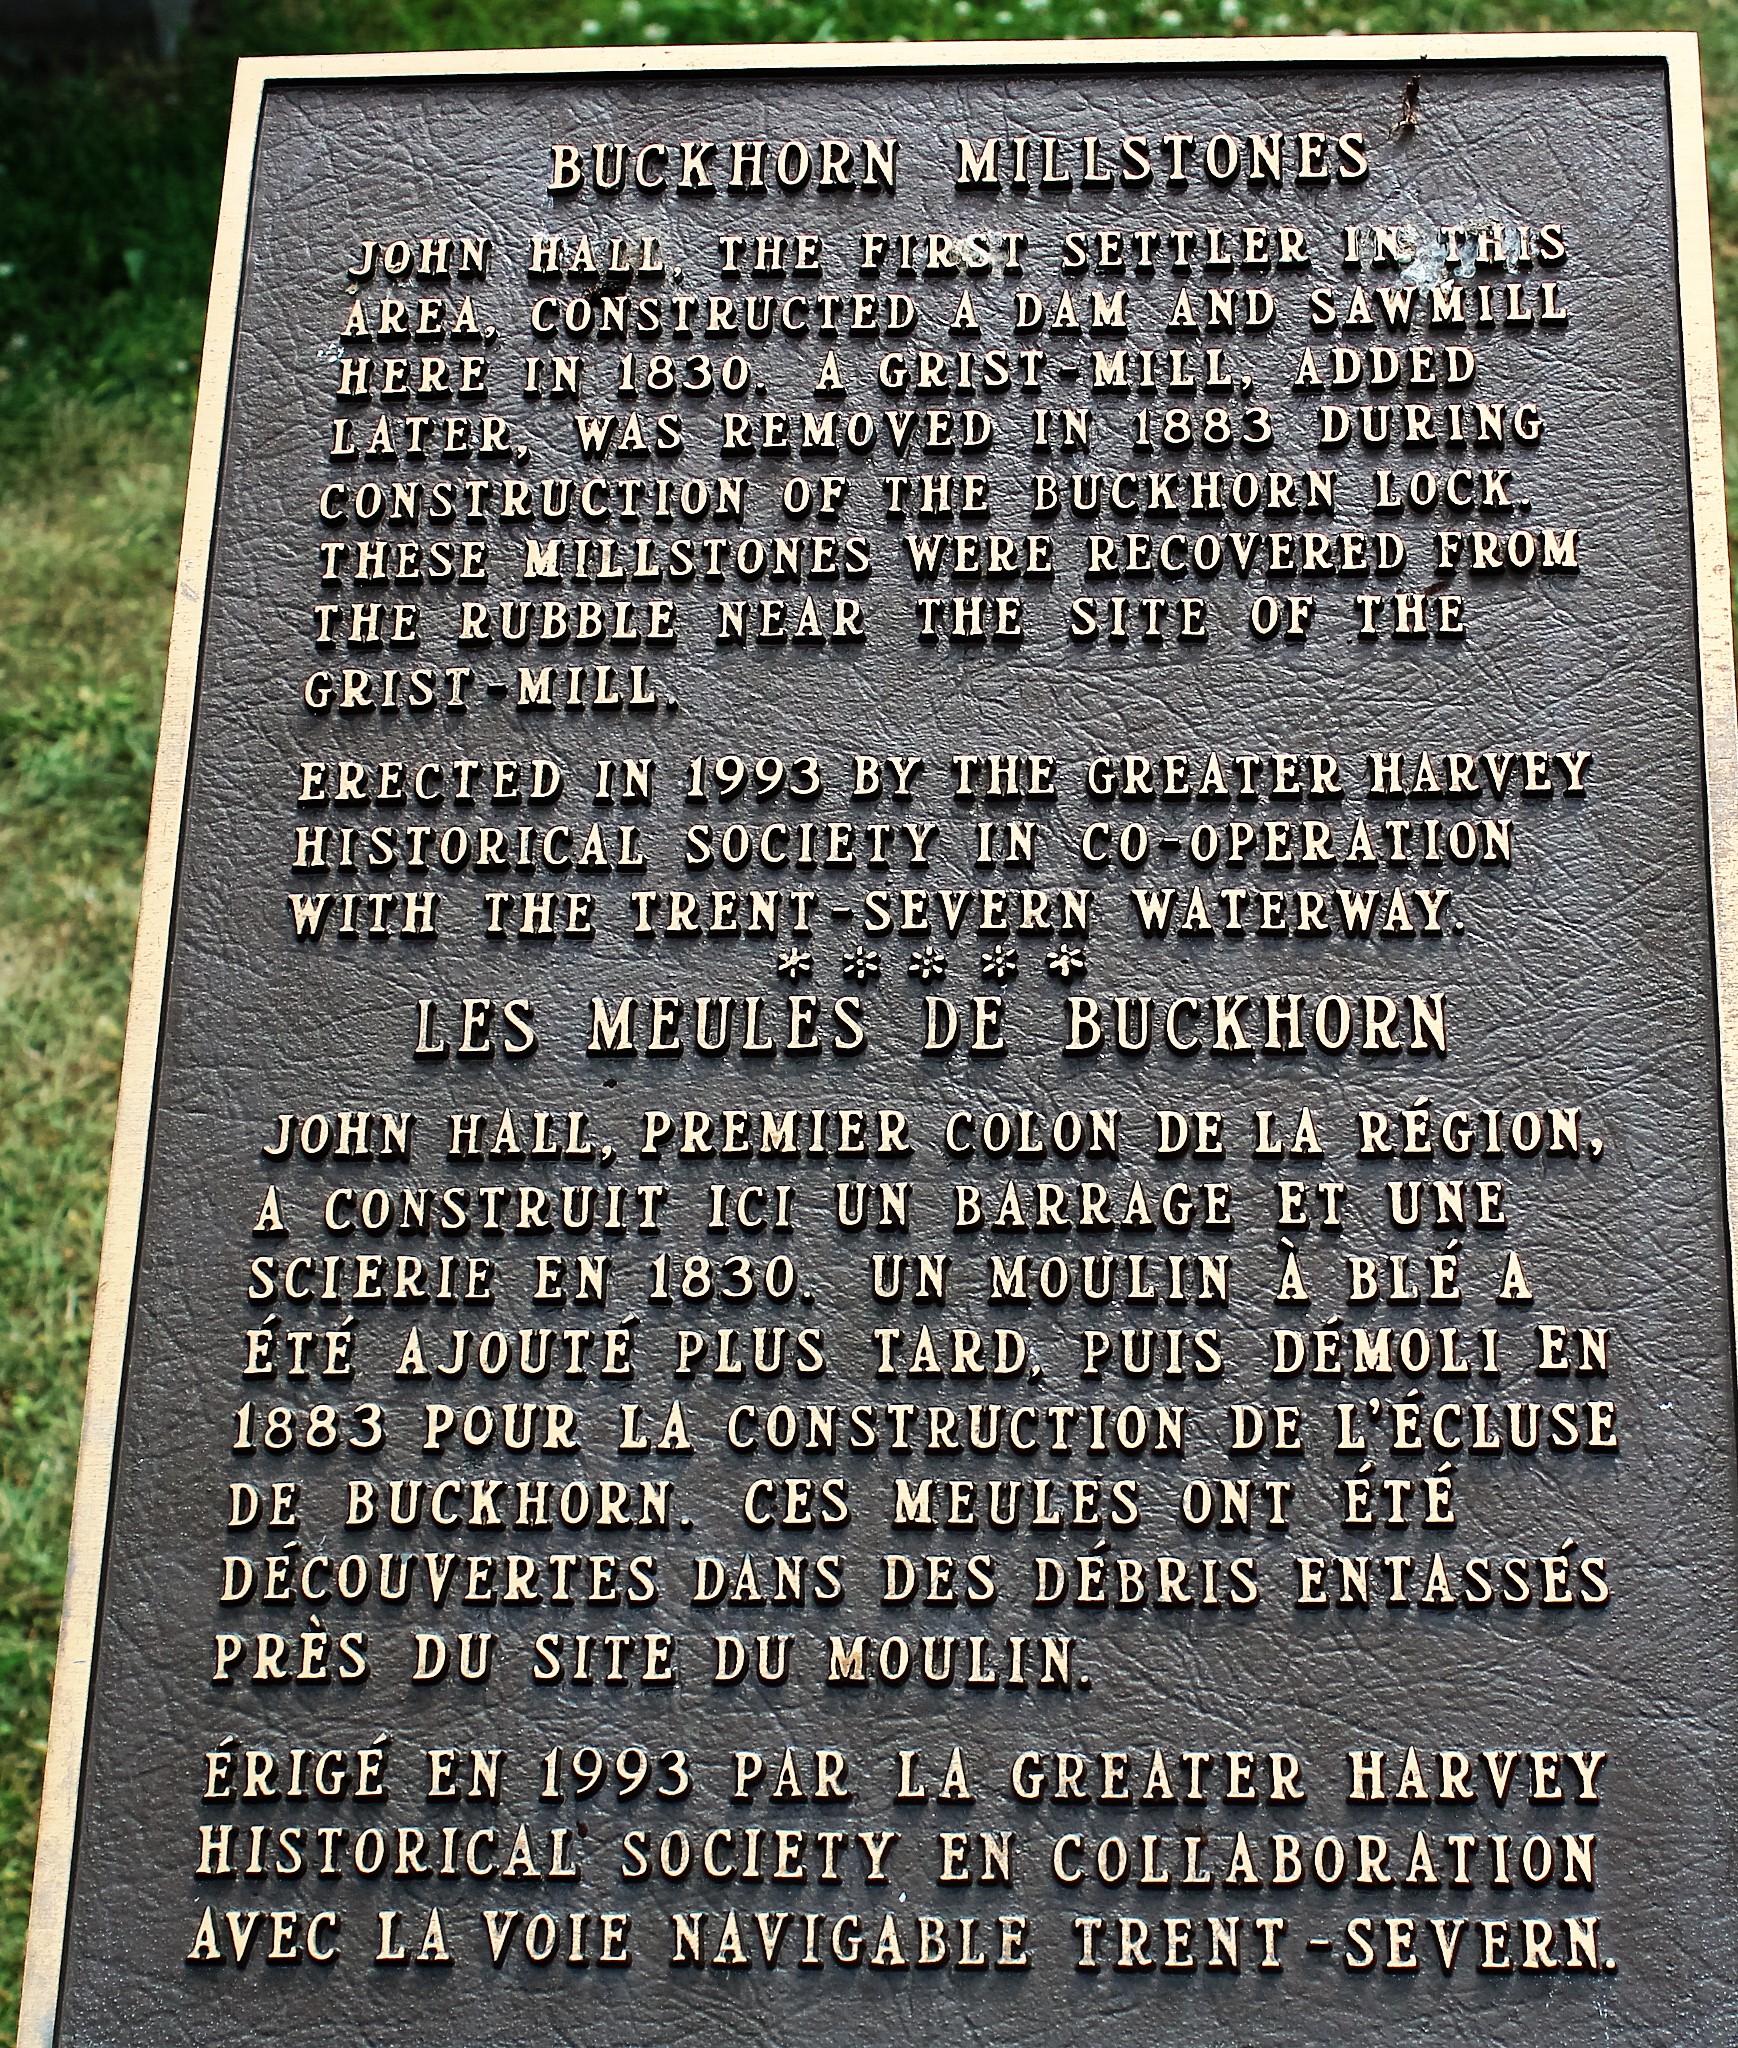 BUCKHORN MILLSTONES
JOHN HALL, THE FIRST SETTLER IN THIS
AREA, CONSTRUCTED A DAM AND SAWMILL
HERE IN 1830. A GRIST-MILL, ADDED
LATER, WAS REMOVED IN 1883 DURING
CONSTRUCTION OF THE BUCKHORN LOCK.
THESE MILLSTONES WERE RECOVERED FROM
THE RUBBLE NEAR THE SITE OF THE
GRIST-MILL.
ERECTED IN 1993 BY THE GREATER HARVEY
HISTORICAL SOCIETY IN CO-OPERATION
WITH THE TRENT-SEVERN WATERWAY.
* * * * *
LES MEULES DE BUCKHORN
JOHN HALL, PREMIER COLON DE LA RÉGION,
A CONSTRUIT ICI UN BARRAGE ET UNE
SCIERIE EN 1830. UN MOULIN À BLÉ A
ÉTÉ AJOUTÉ PLUS TARD, PUIS DÉMOLI EN
1883 POUR LA CONSTRUCTION DE L'ÉCLUSE
DE BUCKHORN. CES MEULES ONT ÉTÉ
DÉCOUVERTES DANS DES DÉBRIS ENTASSÉS
PRÈS DU SITE DU MOULIN.
ÉRIGÉ EN 1993 PAR LA GREATER HARVEY
HISTORICAL SOCIETY EN COLLABORATION
AVEC LA VOIE NAVIGABLE TRENT-SEVERN.